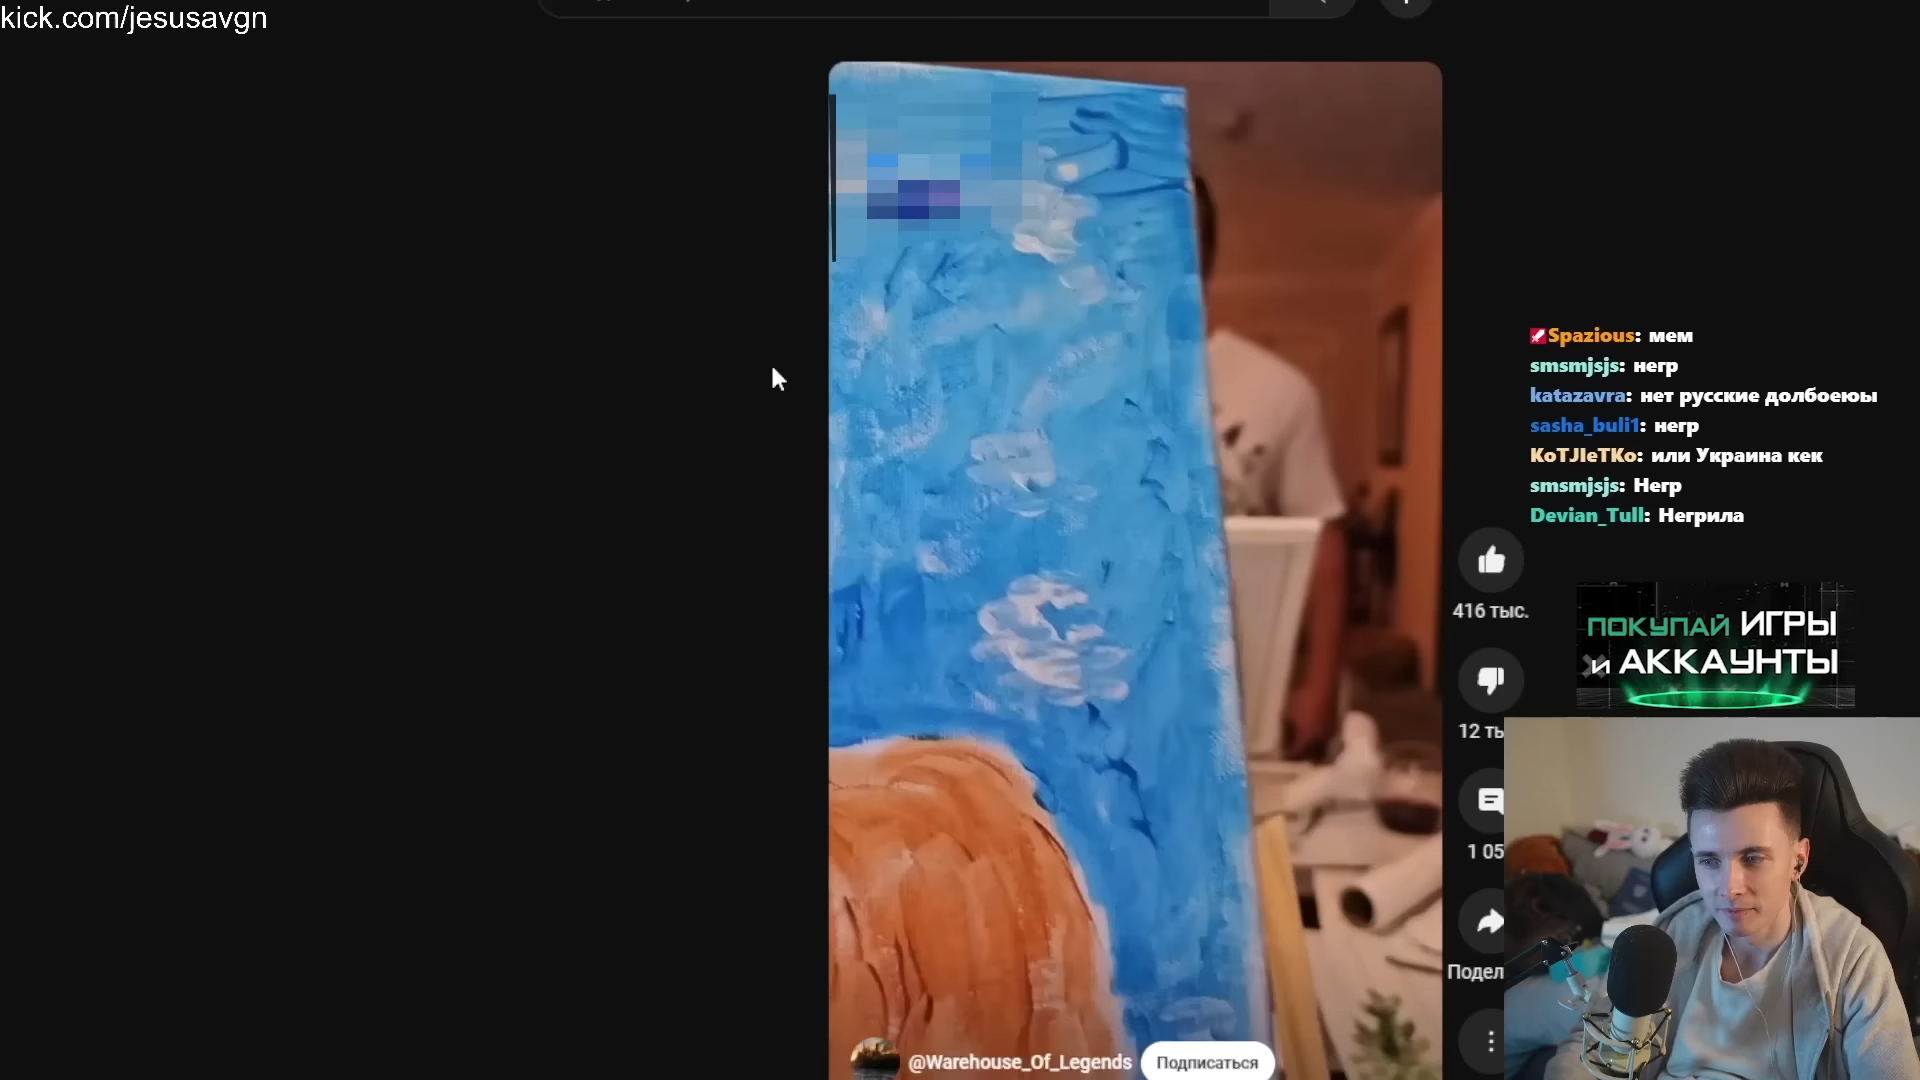 kick.com/jesusavgn
Spazious: мем
smsmjsjs: негр
katazavra: нет русские долбоеюы
sasha_buli1: негр
KoTJIeTKo: или Украина кек
smsmjsjs: Негр
Devian_Tull: Негрила
416 тыс.
ПОКУПАЙ ИГРЫ
и АККАУНТЫ
12 ты
1 05
Подел
@Warehouse_Of_Legends
Подписаться